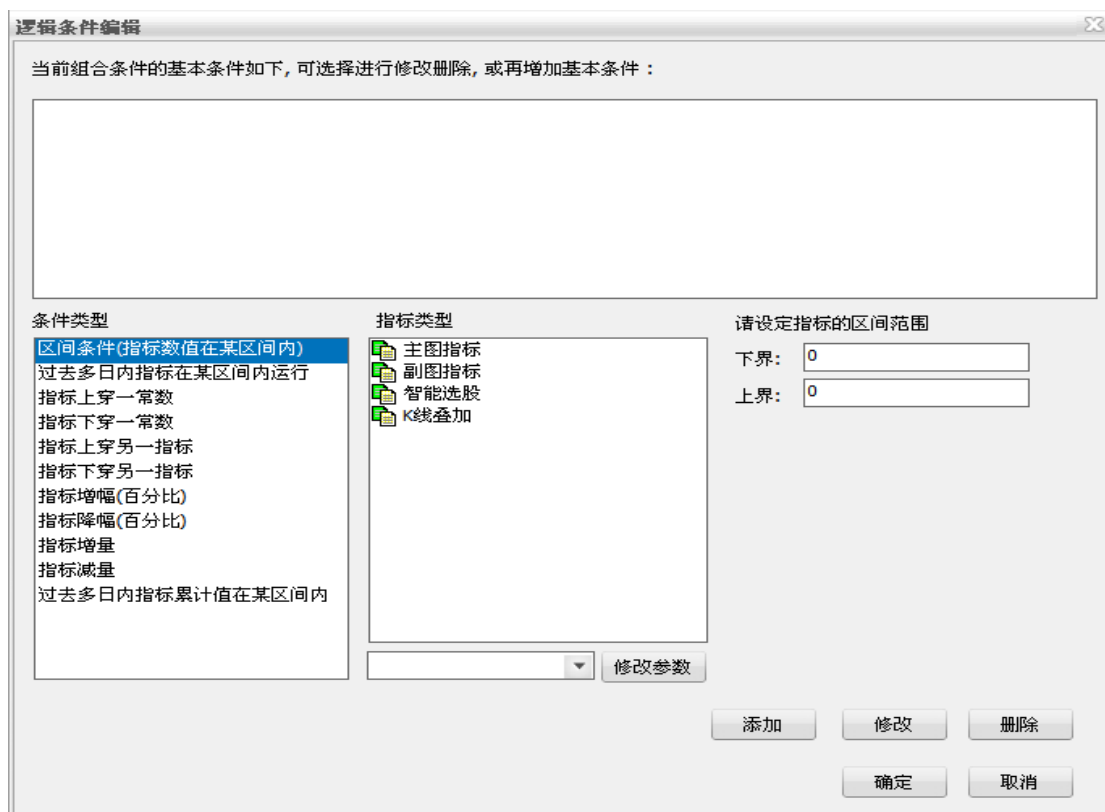 逻辑条件编辑
当前组合条件的基本条件如下,可选择进行修改删除,或再增加基本条件:
条件类型
区间条件(指标数值在某区间内)
过去多日内指标在某区间内运行
指标上穿一常数
指标下穿一常数
指标上穿另一指标
指标下穿另一指标
指标增幅(百分比)
指标降幅(百分比)
指标增量
指标减量
过去多日内指标累计值在某区间内
指标类型
主图指标
副图指标
智能选股
K线叠加
修改参数
请设定指标的区间范围
下界: 0
上界: 0
添加 修改 删除
确定 取消